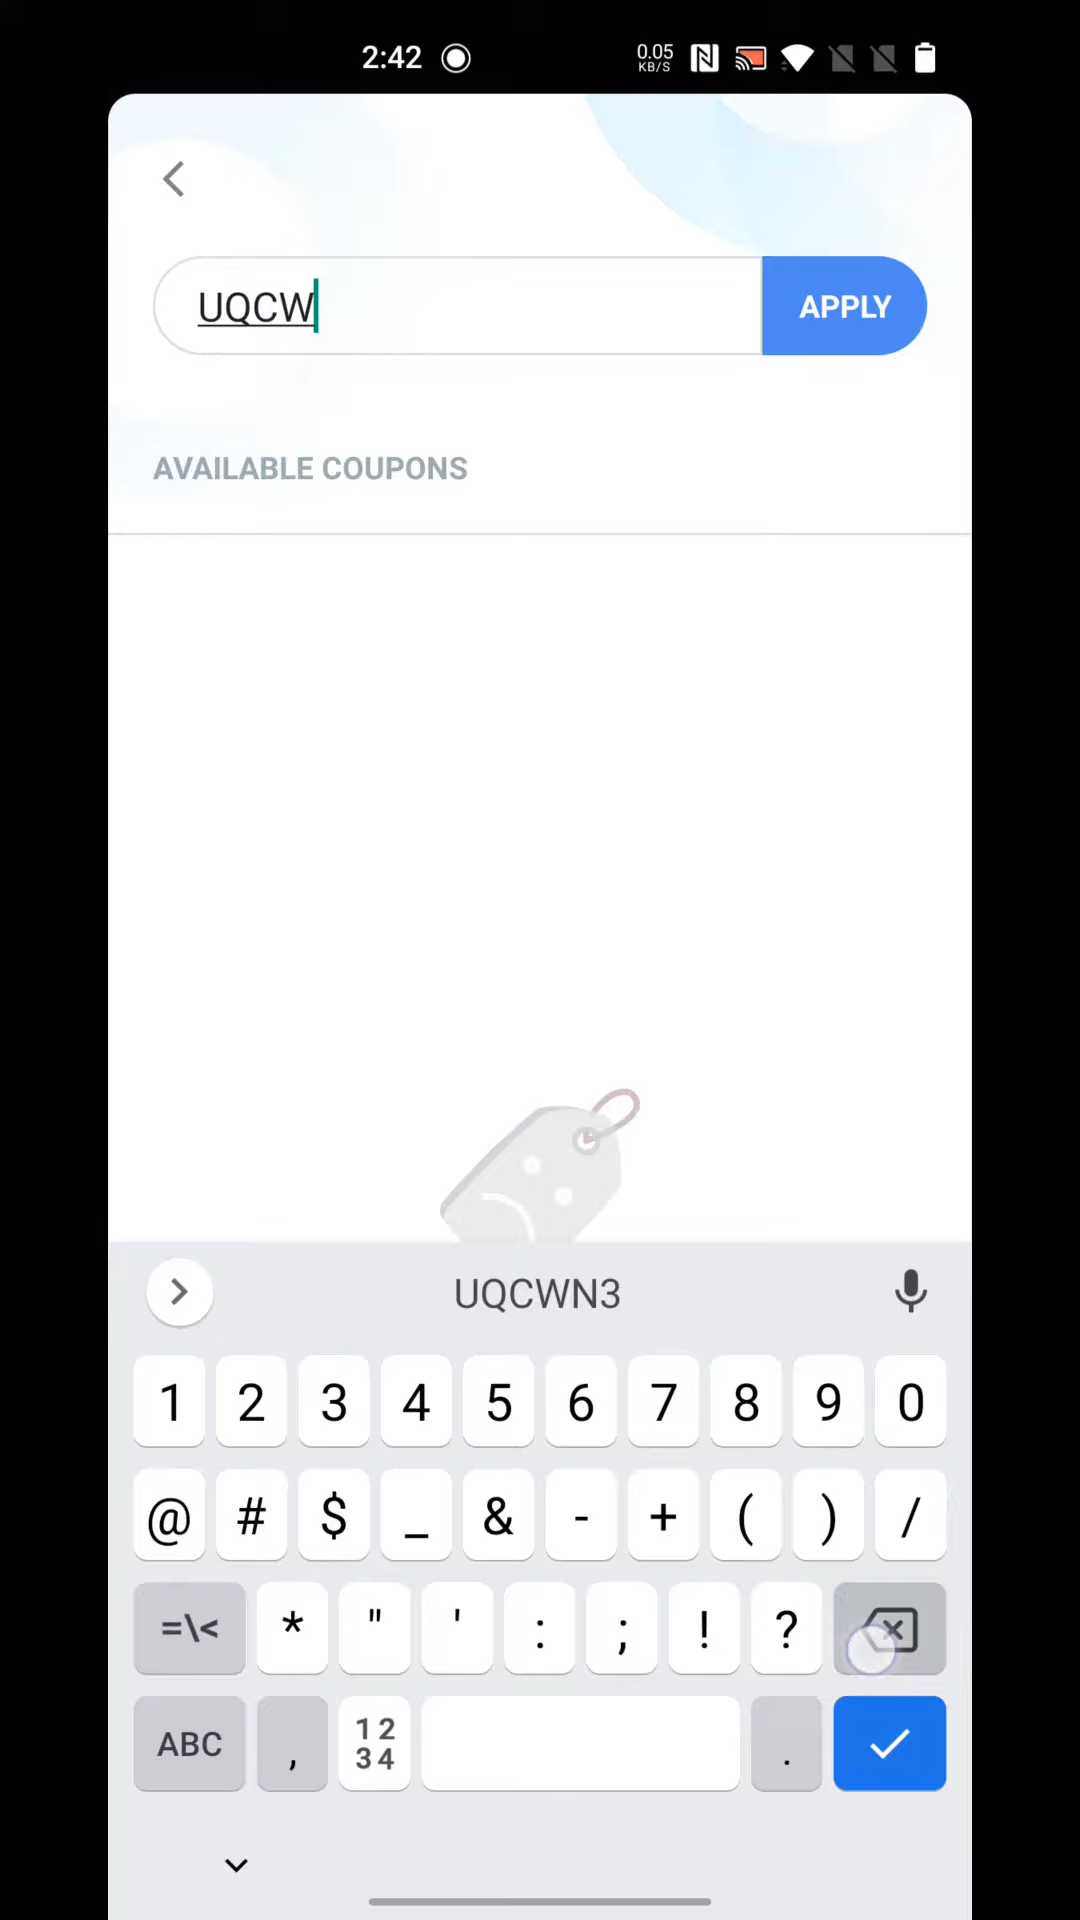 2:42 0.05 KB/S
UQCW APPLY
AVAILABLE COUPONS
UQCWN3
1 2 3 4 5 6 7 8 9 0
@ # $ _ & - + ( ) /
=\< * " ' : ; ! ?
ABC , 12 34 .